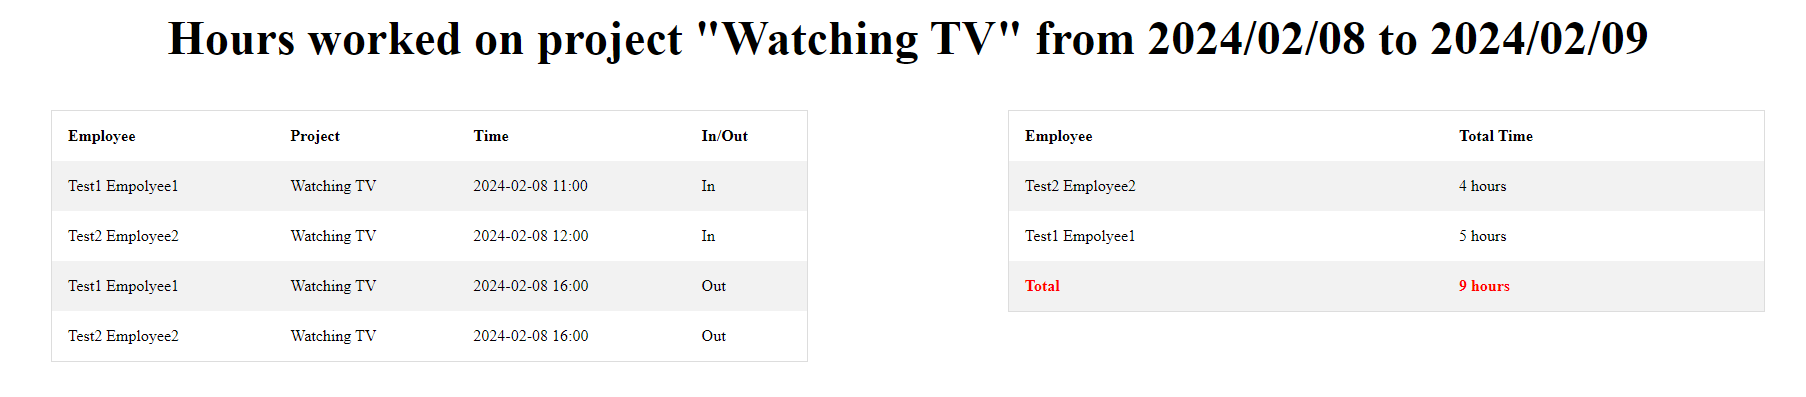 Hours worked on project "Watching TV" from 2024/02/08 to 2024/02/09
Employee Project Time In/Out
Test1 Empolyee1 Watching TV 2024-02-08 11:00 In
Test2 Employee2 Watching TV 2024-02-08 12:00 In
Test1 Empolyee1 Watching TV 2024-02-08 16:00 Out
Test2 Employee2 Watching TV 2024-02-08 16:00 Out
Employee Total Time
Test2 Employee2 4 hours
Test1 Empolyee1 5 hours
Total 9 hours